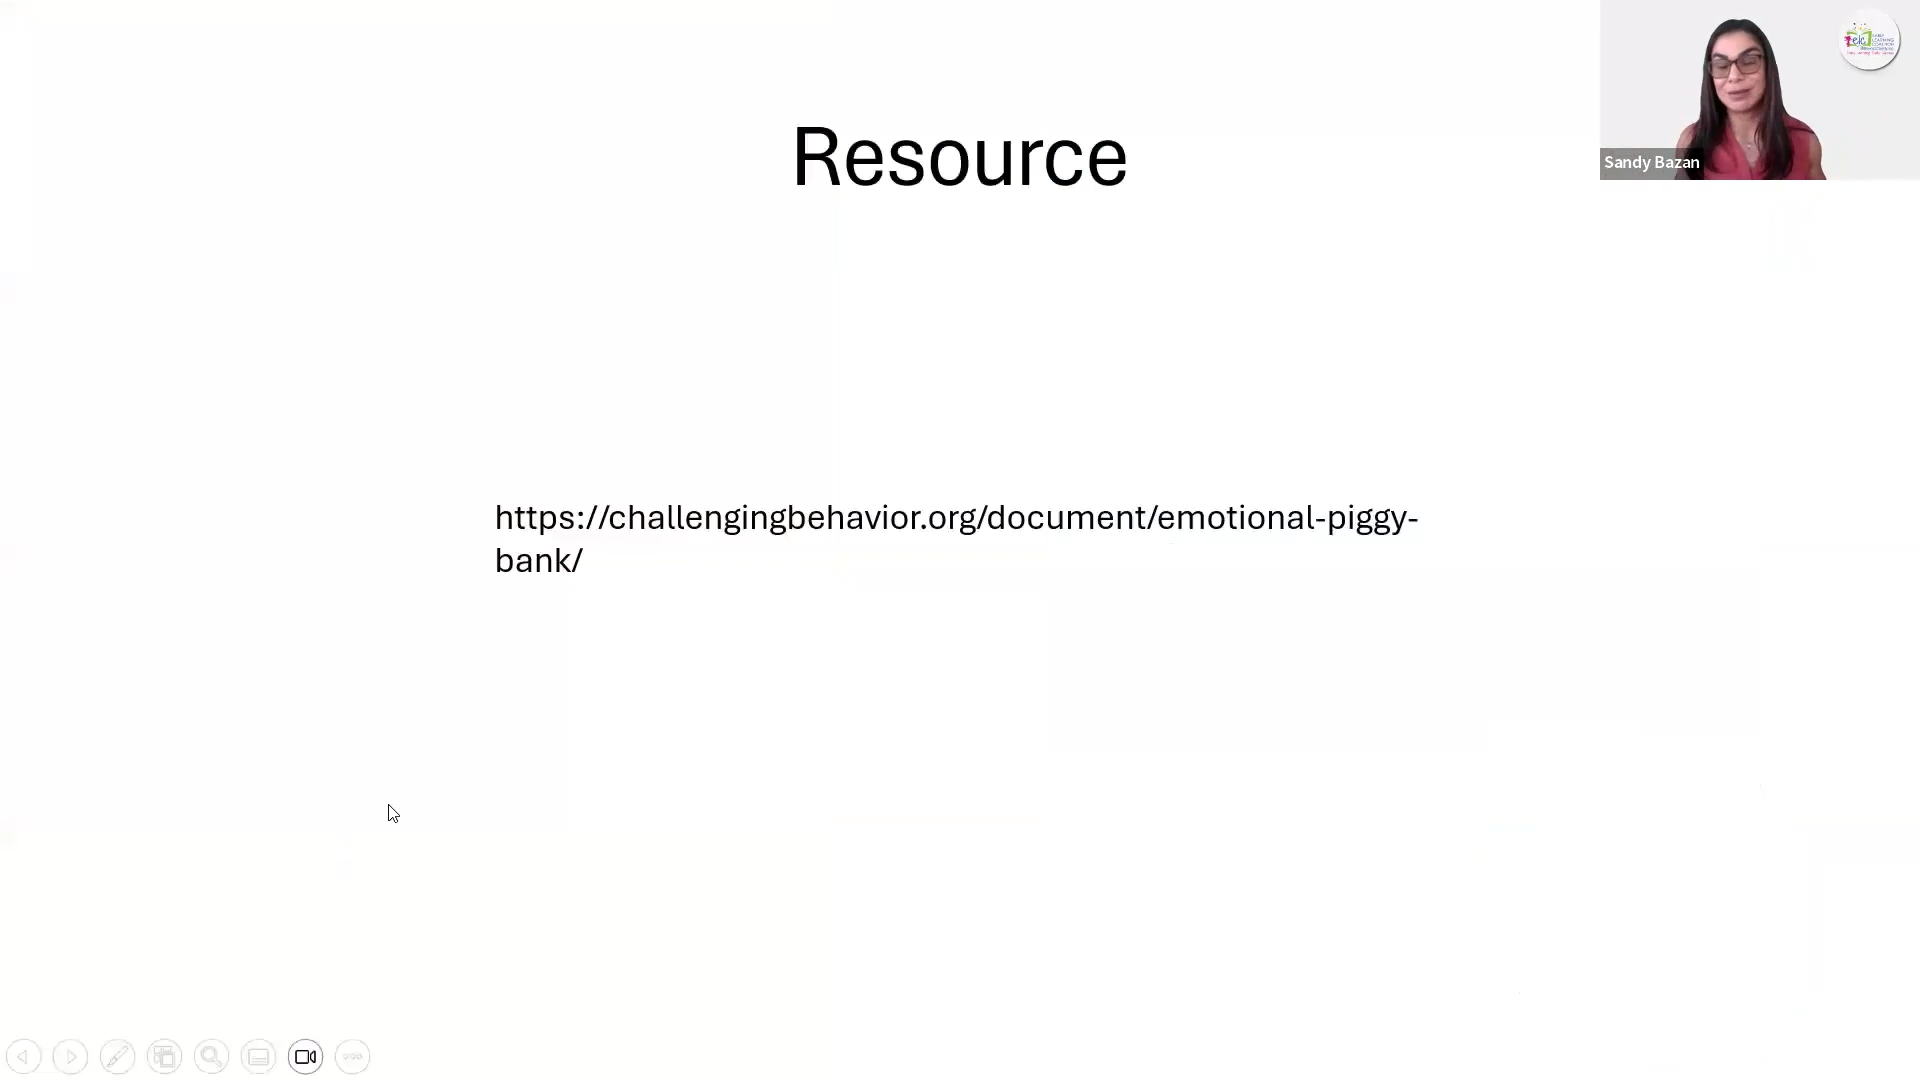 Resource
Sandy Bazan
https://challengingbehavior.org/document/emotional-piggy-
bank/